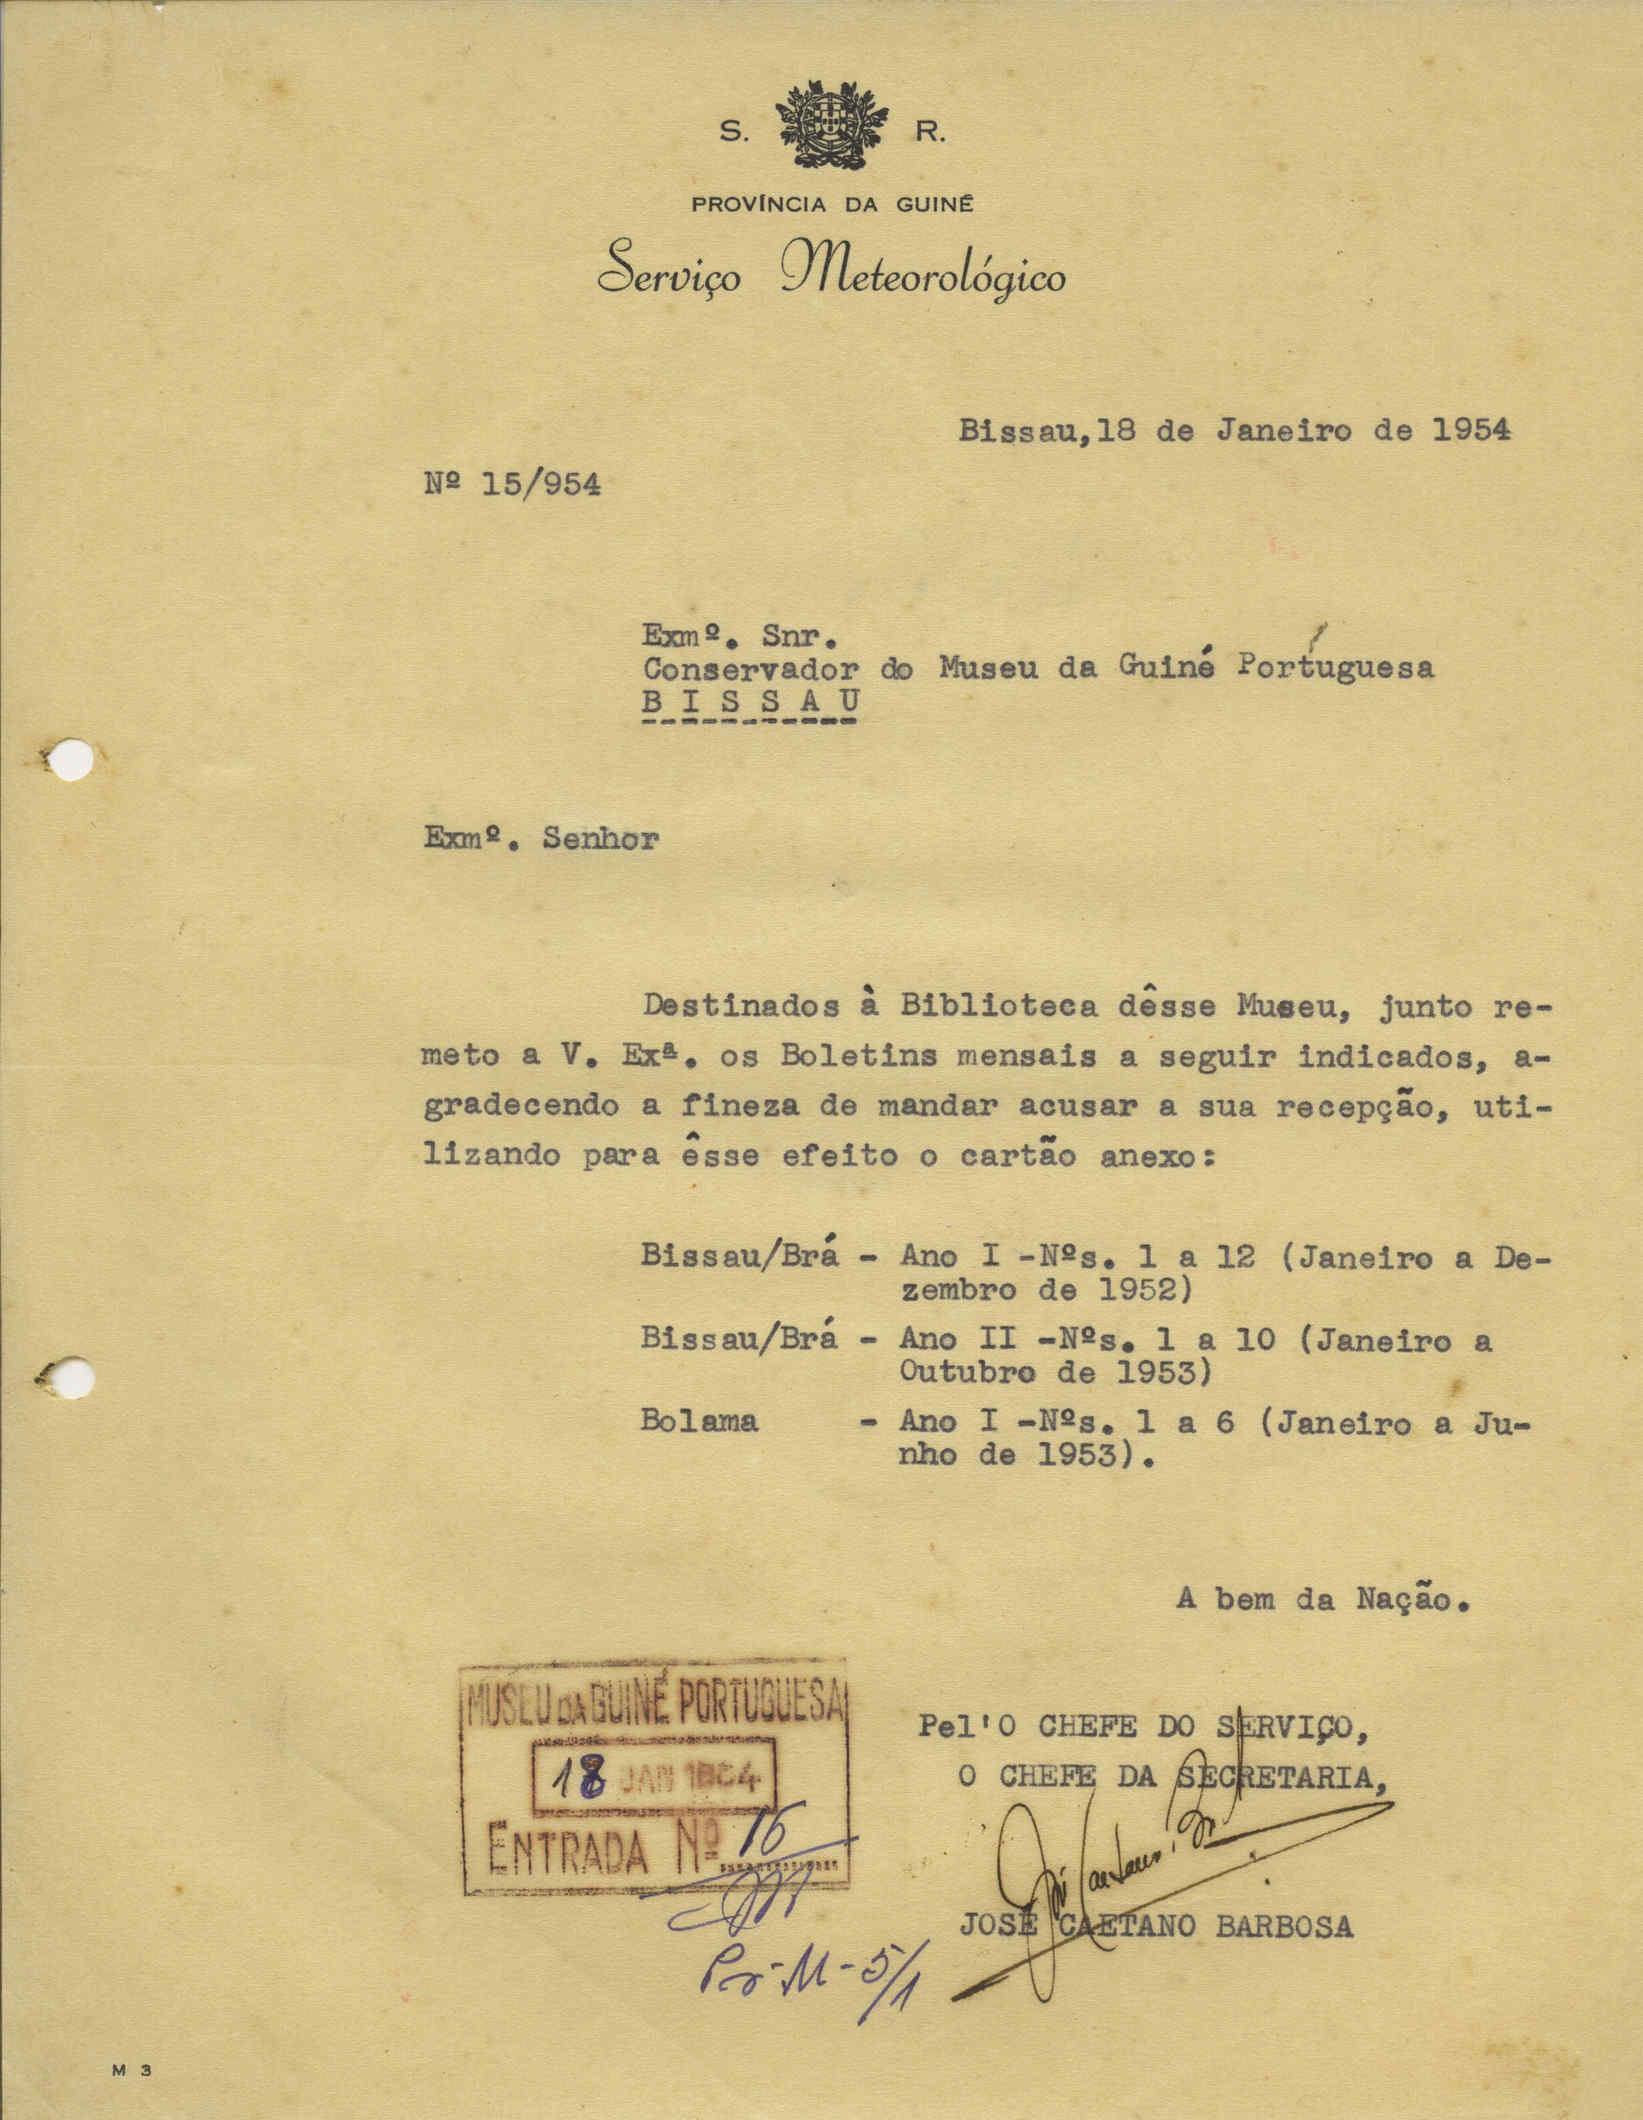 S. R.
PROVÍNCIA DA GUINÉ
Serviço Meteorológico
Bissau,18 de Janeiro de 1954
Nº 15/954
Exmº. Snr.
Conservador do Museu da Guiné Portuguesa
B I S S A U
Exmº. Senhor
Destinados à Biblioteca dêsse Museu, junto re-
meto a V. Exª. os Boletins mensais a seguir indicados, a-
gradecendo a fineza de mandar acusar a sua recepção, uti-
lizando para êsse efeito o cartão anexo:
Bissau/Brá - Ano I -Nºs. 1 a 12 (Janeiro a De-
zembro de 1952)
Bissau/Brá - Ano II -Nºs. 1 a 10 (Janeiro a
Outubro de 1953)
Bolama - Ano I -Nºs. 1 a 6 (Janeiro a Ju-
nho de 1953).
A bem da Nação.
MUSEU DA GUINÉ PORTUGUESA
18 JAN 1954
ENTRADA Nº 16
Pel'O CHEFE DO SERVIÇO,
O CHEFE DA SECRETARIA,
JOSÉ CAETANO BARBOSA
M-5/1
M 3